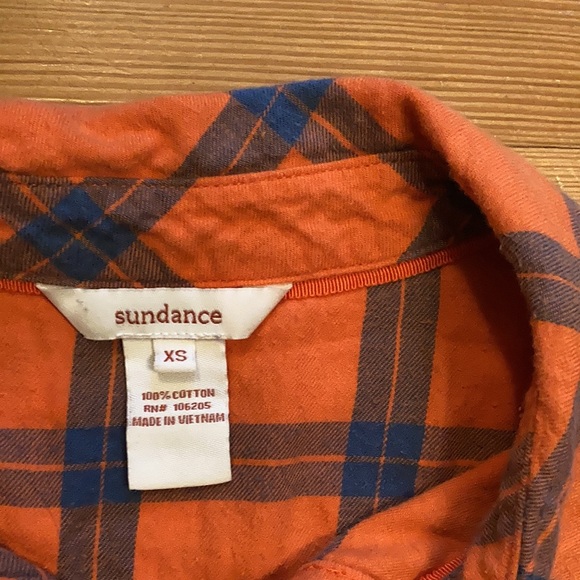 sundance
XS
100% COTTON
RN# 106205
MADE IN VIETNAM